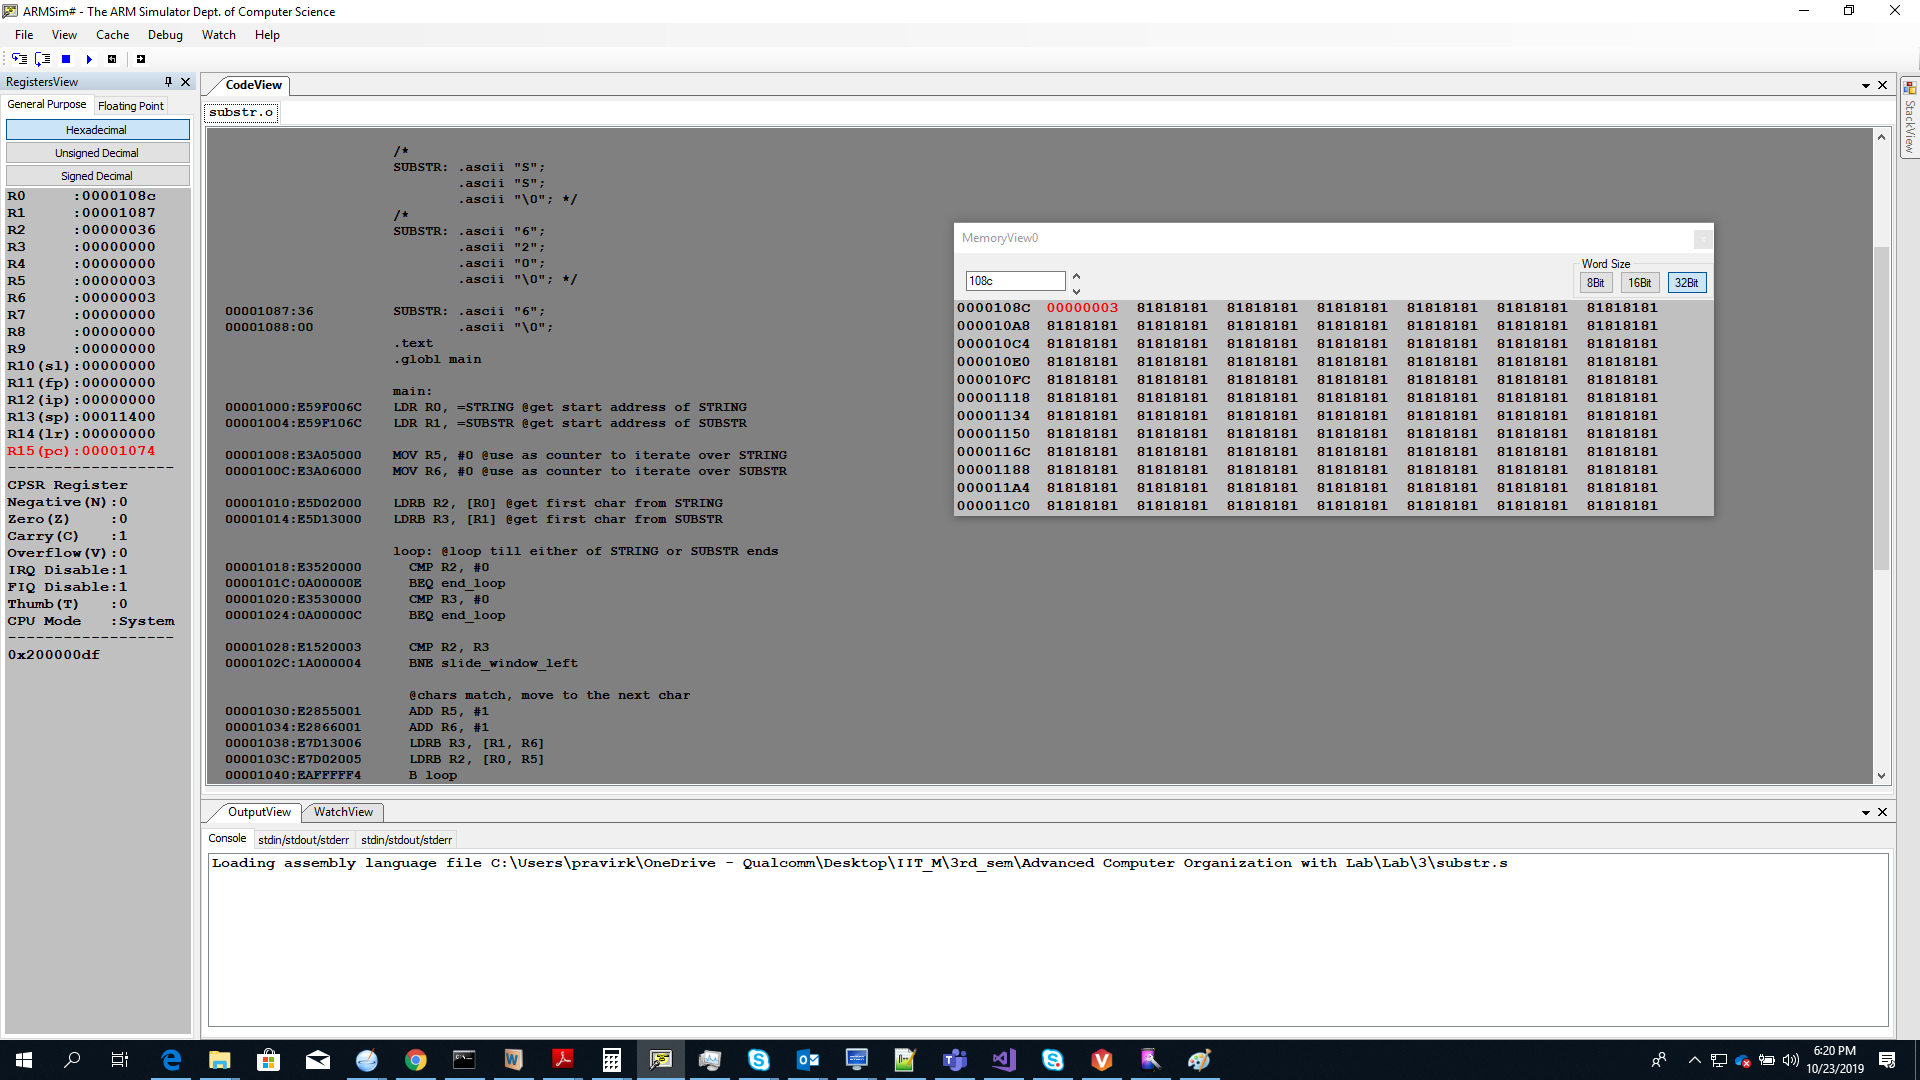 ARMSim# - The ARM Simulator Dept. of Computer Science
File View Cache Debug Watch Help
RegistersView
General Purpose Floating Point
Hexadecimal
Unsigned Decimal
Signed Decimal
R0 :0000108c
R1 :00001087
R2 :00000036
R3 :00000000
R4 :00000000
R5 :00000003
R6 :00000003
R7 :00000000
R8 :00000000
R9 :00000000
R10(sl):00000000
R11(fp):00000000
R12(ip):00000000
R13(sp):00011400
R14(lr):00000000
R15(pc):00001074
------------------
CPSR Register
Negative(N):0
Zero(Z) :0
Carry(C) :1
Overflow(V):0
IRQ Disable:1
FIQ Disable:1
Thumb(T) :0
CPU Mode :System
------------------
0x200000df
CodeView
substr.o
/*
SUBSTR: .ascii "S";
.ascii "S";
.ascii "\0"; */
/*
SUBSTR: .ascii "6";
.ascii "2";
.ascii "0";
.ascii "\0"; */
00001087:36 SUBSTR: .ascii "6";
00001088:00 .ascii "\0";
.text
.globl main
main:
00001000:E59F006C LDR R0, =STRING @get start address of STRING
00001004:E59F106C LDR R1, =SUBSTR @get start address of SUBSTR
00001008:E3A05000 MOV R5, #0 @use as counter to iterate over STRING
0000100C:E3A06000 MOV R6, #0 @use as counter to iterate over SUBSTR
00001010:E5D02000 LDRB R2, [R0] @get first char from STRING
00001014:E5D13000 LDRB R3, [R1] @get first char from SUBSTR
loop: @loop till either of STRING or SUBSTR ends
00001018:E3520000 CMP R2, #0
0000101C:0A00000E BEQ end_loop
00001020:E3530000 CMP R3, #0
00001024:0A00000C BEQ end_loop
00001028:E1520003 CMP R2, R3
0000102C:1A000004 BNE slide_window_left
@chars match, move to the next char
00001030:E2855001 ADD R5, #1
00001034:E2866001 ADD R6, #1
00001038:E7D13006 LDRB R3, [R1, R6]
0000103C:E7D02005 LDRB R2, [R0, R5]
00001040:EAFFFFF4 B loop
MemoryView0
108c
Word Size
8Bit 16Bit 32Bit
0000108C 00000003 81818181 81818181 81818181 81818181 81818181 81818181
000010A8 81818181 81818181 81818181 81818181 81818181 81818181 81818181
000010C4 81818181 81818181 81818181 81818181 81818181 81818181 81818181
000010E0 81818181 81818181 81818181 81818181 81818181 81818181 81818181
000010FC 81818181 81818181 81818181 81818181 81818181 81818181 81818181
00001118 81818181 81818181 81818181 81818181 81818181 81818181 81818181
00001134 81818181 81818181 81818181 81818181 81818181 81818181 81818181
00001150 81818181 81818181 81818181 81818181 81818181 81818181 81818181
0000116C 81818181 81818181 81818181 81818181 81818181 81818181 81818181
00001188 81818181 81818181 81818181 81818181 81818181 81818181 81818181
000011A4 81818181 81818181 81818181 81818181 81818181 81818181 81818181
000011C0 81818181 81818181 81818181 81818181 81818181 81818181 81818181
StackView
OutputView WatchView
Console stdin/stdout/stderr stdin/stdout/stderr
Loading assembly language file C:\Users\pravirk\OneDrive - Qualcomm\Desktop\IIT_M\3rd_sem\Advanced Computer Organization with Lab\Lab\3\substr.s
6:20 PM
10/23/2019